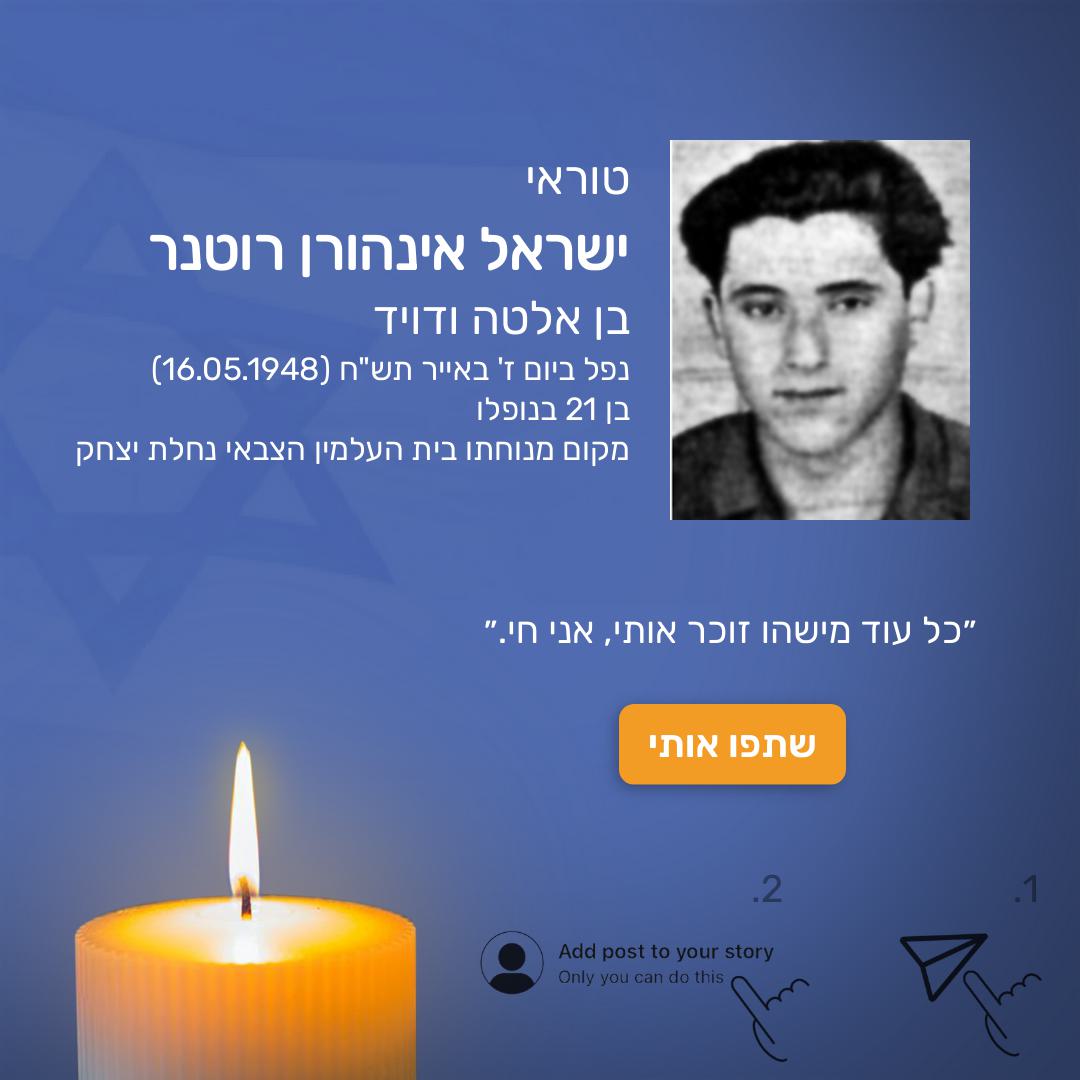 טוראי
ישראל אינהורן רוטנר
בן אלטה ודויד
נפל ביום ז' באייר תש"ח (16.05.1948)
בן 21 בנופלו
מקום מנוחתו בית העלמין הצבאי נחלת יצחק
״כל עוד מישהו זוכר אותי, אני חי.״
שתפו אותי
.1
.2
Add post to your story
Only you can do this